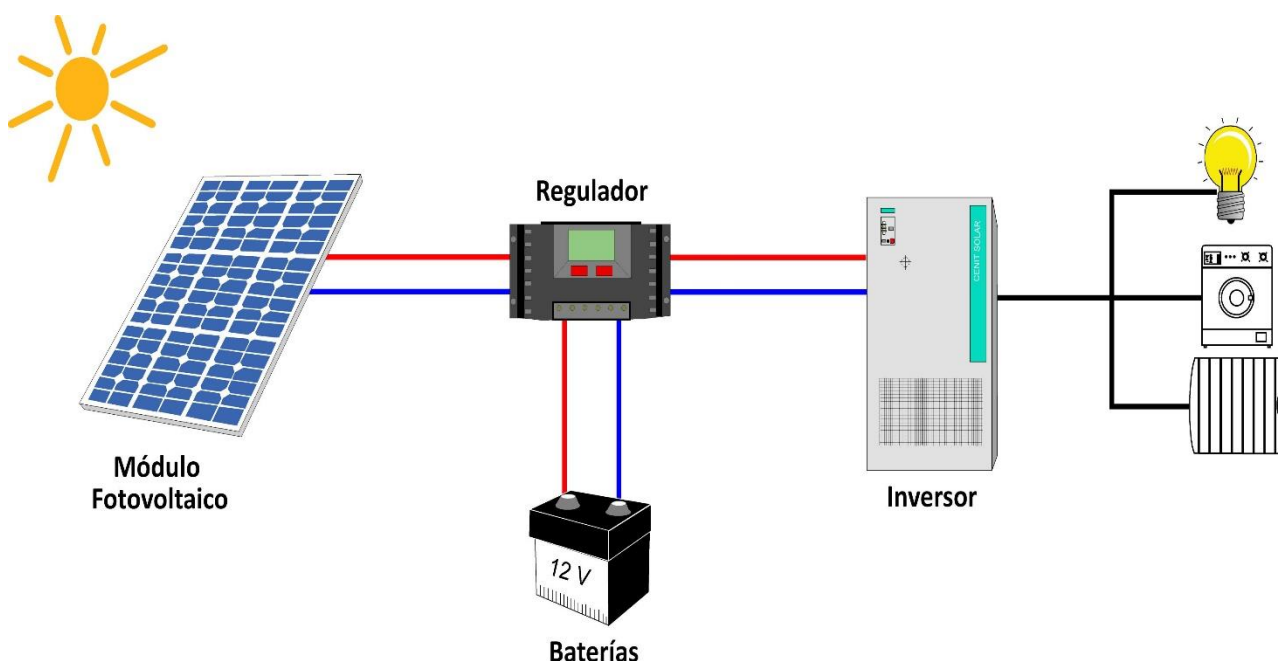 Regulador
CENIT SOLAR
Módulo
Fotovoltaico
Inversor
12 V
Baterías